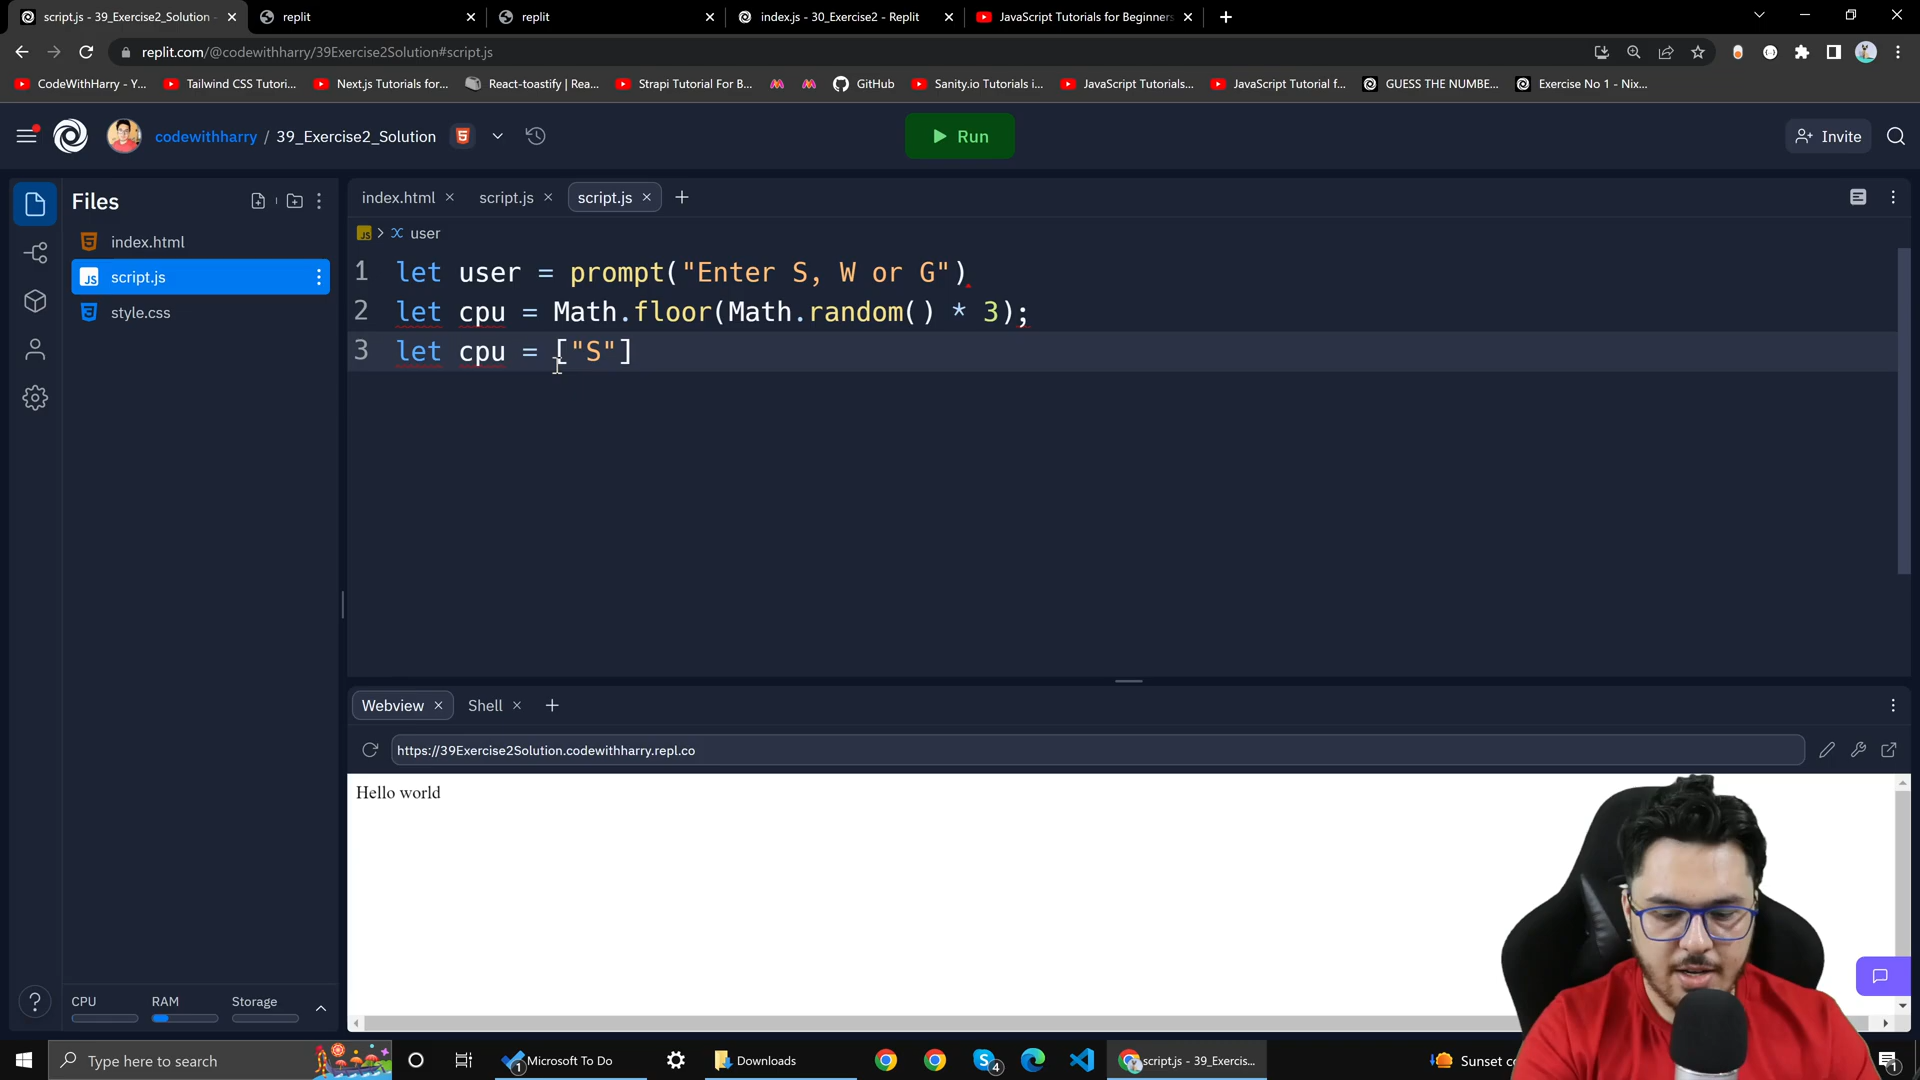 script.js - 39_Exercise2_Solution -
replit
replit
index.js - 30_Exercise2 - Replit
JavaScript Tutorials for Beginners
replit.com/@codewithharry/39Exercise2Solution#script.js
CodeWithHarry - Y...
Tailwind CSS Tutori...
Next.js Tutorials for...
React-toastify | Rea...
Strapi Tutorial For B...
GitHub
Sanity.io Tutorials i...
JavaScript Tutorials...
JavaScript Tutorial f...
GUESS THE NUMBE...
Exercise No 1 - Nix...
codewithharry / 39_Exercise2_Solution
Run
Invite
Files
index.html
script.js
script.js
index.html
script.js
style.css
JS > user
1 let user = prompt("Enter S, W or G")
2 let cpu = Math.floor(Math.random() * 3);
3 let cpu = ["S"]
Webview
Shell
https://39Exercise2Solution.codewithharry.repl.co
Hello world
CPU
RAM
Storage
Type here to search
1
Microsoft To Do
Downloads
4
script.js - 39_Exercis...
Sunset c
1